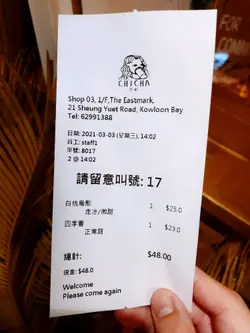 CHICHA
Shop 03, 1/F,The Eastmark,
21 Sheung Yuet Road, Kowloon Bay
Tel: 62991388
日期: 2021-03-03 (星期三), 14:02
員工: staff1
單號: 8017
2 @ 14:02
請留意叫號: 17
白桃烏龍 1 $25.0
走冰/微甜
四季春 1 $23.0
正常甜
總計: $48.00
現金: $48.0
Welcome
Please come again